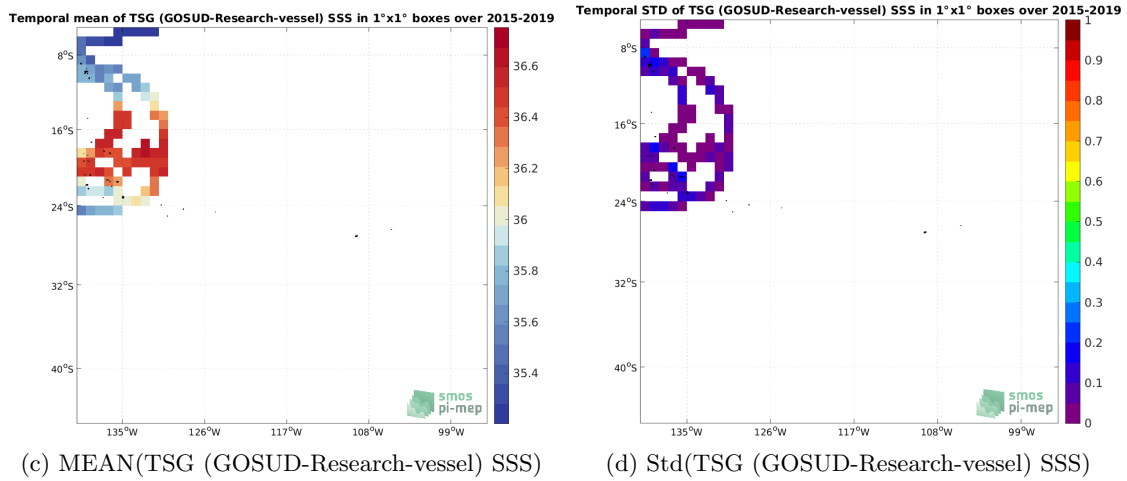 Temporal mean of TSG (GOSUD-Research-vessel) SSS in 1°x1° boxes over 2015-2019
8°S
16°S
24°S
32°S
40°S
135°W
126°W
117°W
108°W
99°W
36.6
36.4
36.2
36
35.8
35.6
35.4
smos
pi-mep
(c) MEAN(TSG (GOSUD-Research-vessel) SSS)
Temporal STD of TSG (GOSUD-Research-vessel) SSS in 1°x1° boxes over 2015-2019
8°S
16°S
24°S
32°S
40°S
135°W
126°W
117°W
108°W
99°W
1
0.9
0.8
0.7
0.6
0.5
0.4
0.3
0.2
0.1
0
smos
pi-mep
(d) Std(TSG (GOSUD-Research-vessel) SSS)